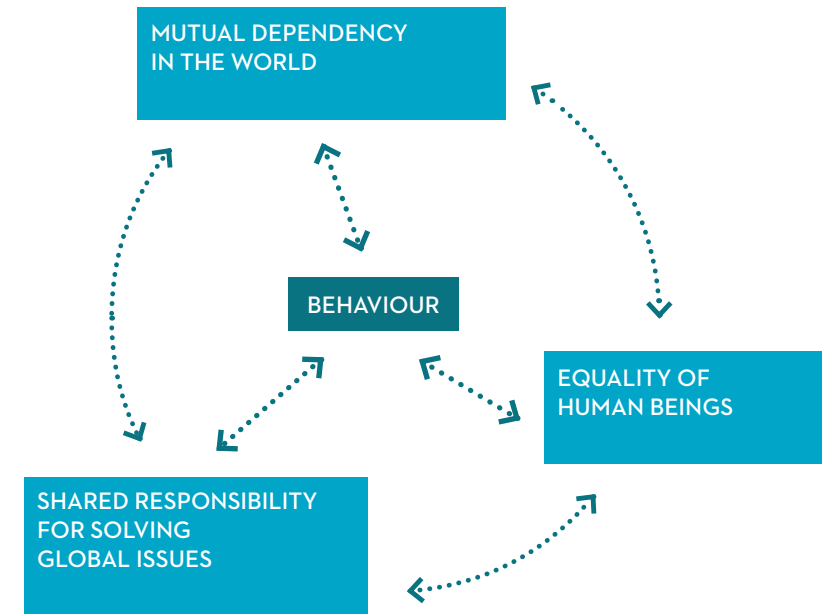 MUTUAL DEPENDENCY
IN THE WORLD
BEHAVIOUR
EQUALITY OF
HUMAN BEINGS
SHARED RESPONSIBILITY
FOR SOLVING
GLOBAL ISSUES